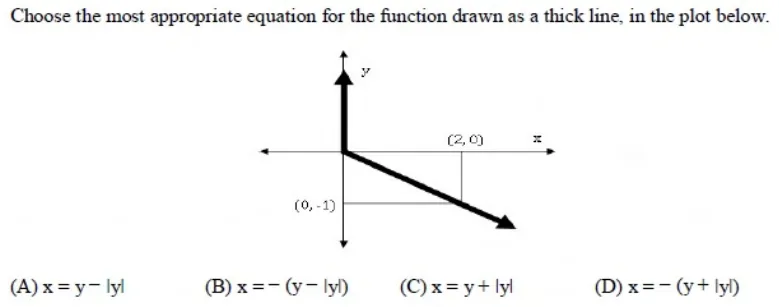 Choose the most appropriate equation for the function drawn as a thick line, in the plot below.
y
(2, 0)
x
(0, -1)
(A) x = y − |y|
(B) x = − (y − |y|)
(C) x = y + |y|
(D) x = − (y + |y|)